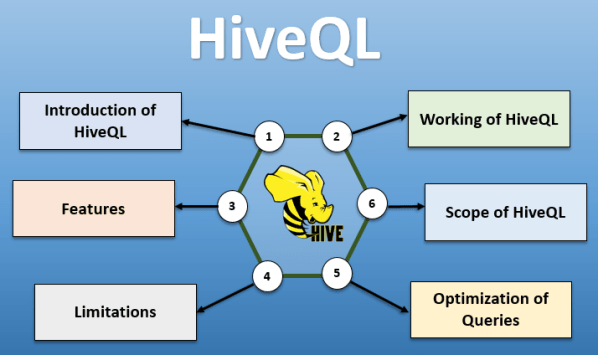 HiveQL
Introduction of
HiveQL
1
2
Working of HiveQL
Features
3
6
Scope of HiveQL
HIVE
4
5
Limitations
Optimization of
Queries